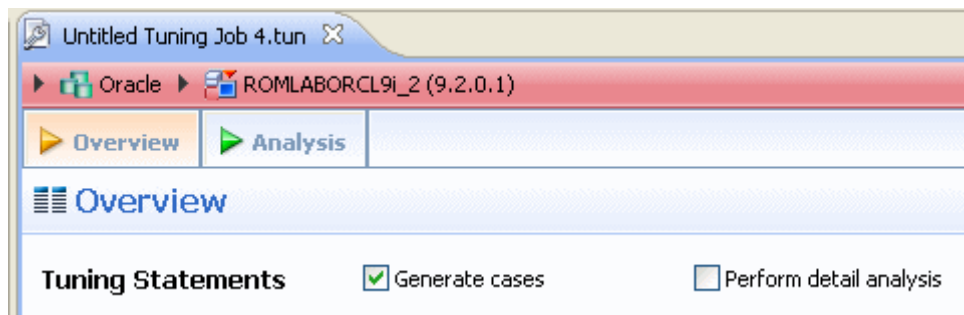 Untitled Tuning Job 4.tun
Oracle ROMLABORCL9i_2 (9.2.0.1)
Overview Analysis
Overview
Tuning Statements Generate cases Perform detail analysis